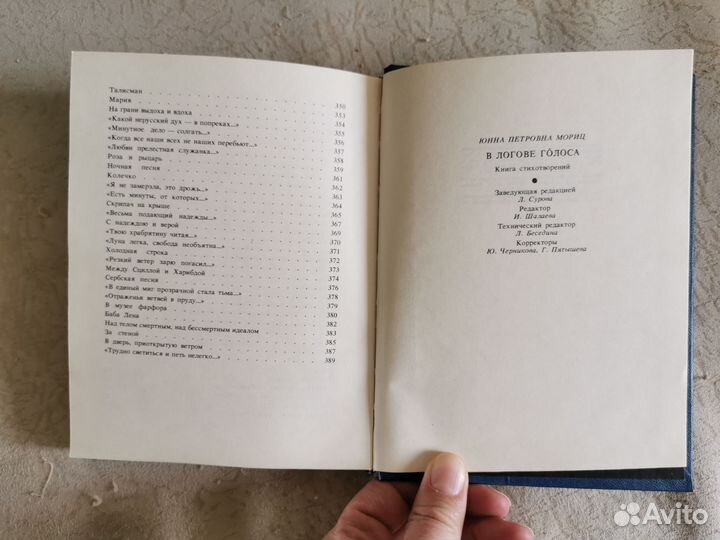 Талисман . . . . . . . . . 350
Мария . . . . . . . . . 353
На грани выдоха и вдоха . . . . . . 354
«Какой нерусский дух — в попреках...» . . . . 355
«Минутное дело — солгать...» . . . . . 356
«Когда все наши всех не наших перебьют...» . . . 357
«Любви прелестная служанка...» . . . . . 358
Роза и рыцарь . . . . . . . . 359
Ночная песня . . . . . . . . 361
Колечко . . . . . . . . . 362
«Я не замерзла, это дрожь...» . . . . . 363
«Есть минуты, от которых...» . . . . . 364
Скрипач на крыше . . . . . . . 365
«Весьма подающий надежды...» . . . . . 367
С надеждою и верой . . . . . . . 369
«Твою храбрятину читая...» . . . . . . 370
«Луна легка, свобода необъятна...» . . . . 371
Холодная строка . . . . . . . 372
«Резкий ветер зарю погасил...» . . . . . 373
Между Сциллой и Харибдой . . . . . . 374
Сербская песня . . . . . . . . 376
«В единый миг прозрачной стала тьма...» . . . . 378
«Отраженья ветвей в пруду...» . . . . . 379
В музее фарфора . . . . . . . 380
Баба Лена . . . . . . . . 382
Над телом смертным, над бессмертным идеалом . . . 383
За стеной . . . . . . . . 385
В дверь, приоткрытую ветром . . . . . 387
«Трудно светиться и петь нелегко...» . . . . 389
ЮННА ПЕТРОВНА МОРИЦ
В ЛОГОВЕ ГО́ЛОСА
Книга стихотворений
Заведующая редакцией
Л. Сурова
Редактор
И. Шалаева
Технический редактор
Л. Беседина
Корректоры
Ю. Черникова, Г. Пятышева
Avito